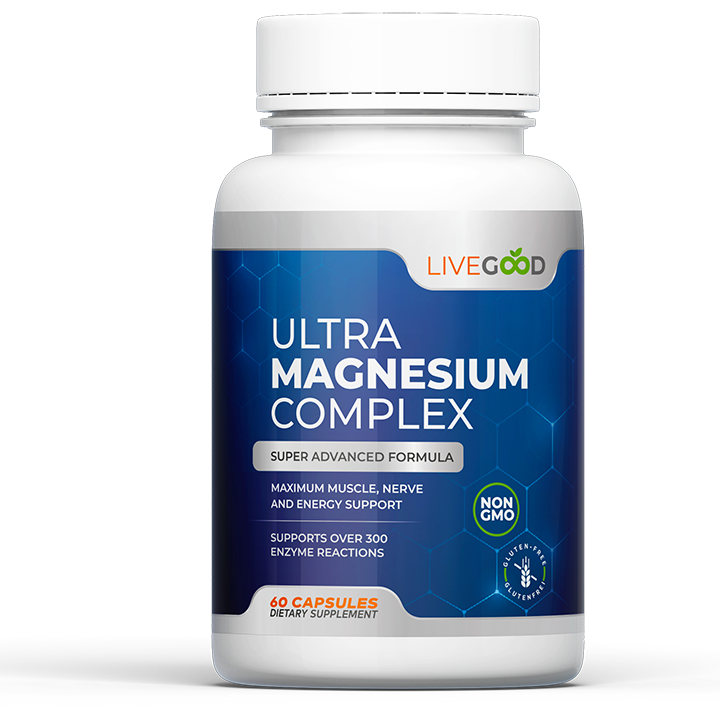 LIVEGOOD
ULTRA
MAGNESIUM
COMPLEX
SUPER ADVANCED FORMULA
MAXIMUM MUSCLE, NERVE
AND ENERGY SUPPORT
SUPPORTS OVER 300
ENZYME REACTIONS
NON
GMO
GLUTEN-FREE
GLUTENFREI
60 CAPSULES
DIETARY SUPPLEMENT